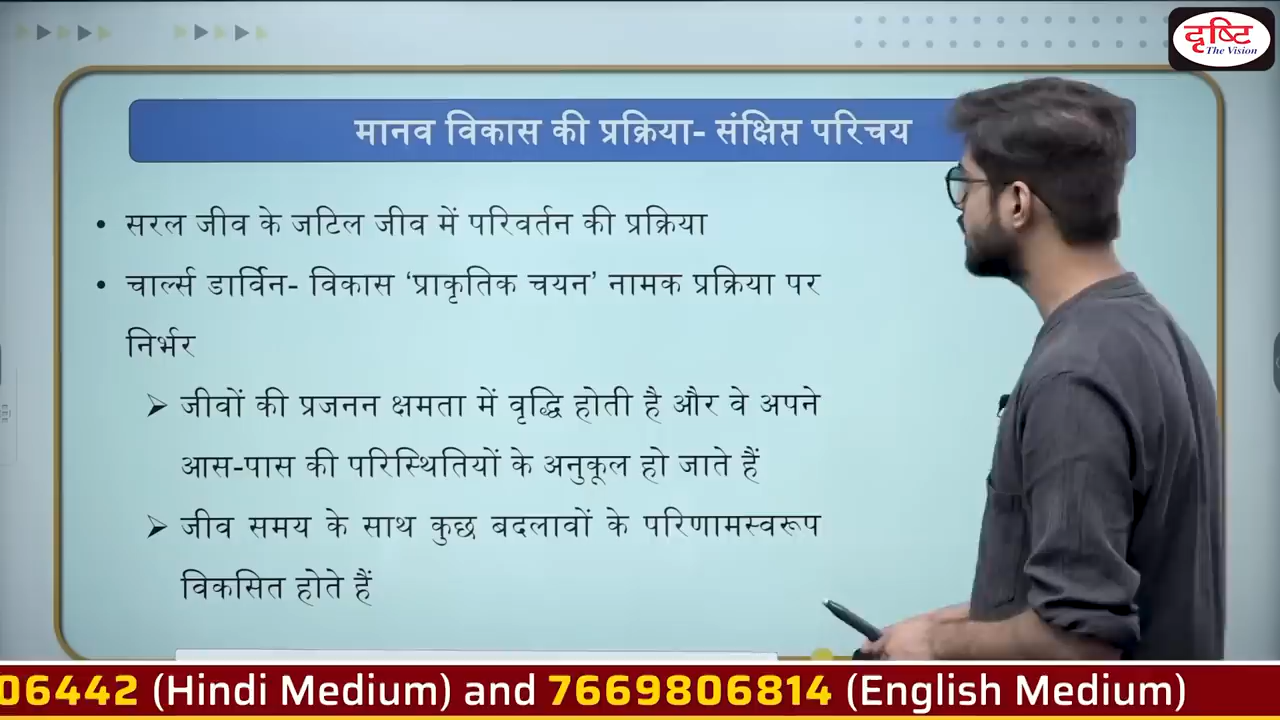 दृष्टि
The Vision
मानव विकास की प्रक्रिया- संक्षिप्त परिचय
• सरल जीव के जटिल जीव में परिवर्तन की प्रक्रिया
• चार्ल्स डार्विन- विकास ‘प्राकृतिक चयन’ नामक प्रक्रिया पर
निर्भर
➢ जीवों की प्रजनन क्षमता में वृद्धि होती है और वे अपने
आस-पास की परिस्थितियों के अनुकूल हो जाते हैं
➢ जीव समय के साथ कुछ बदलावों के परिणामस्वरूप
विकसित होते हैं
06442 (Hindi Medium) and 7669806814 (English Medium)